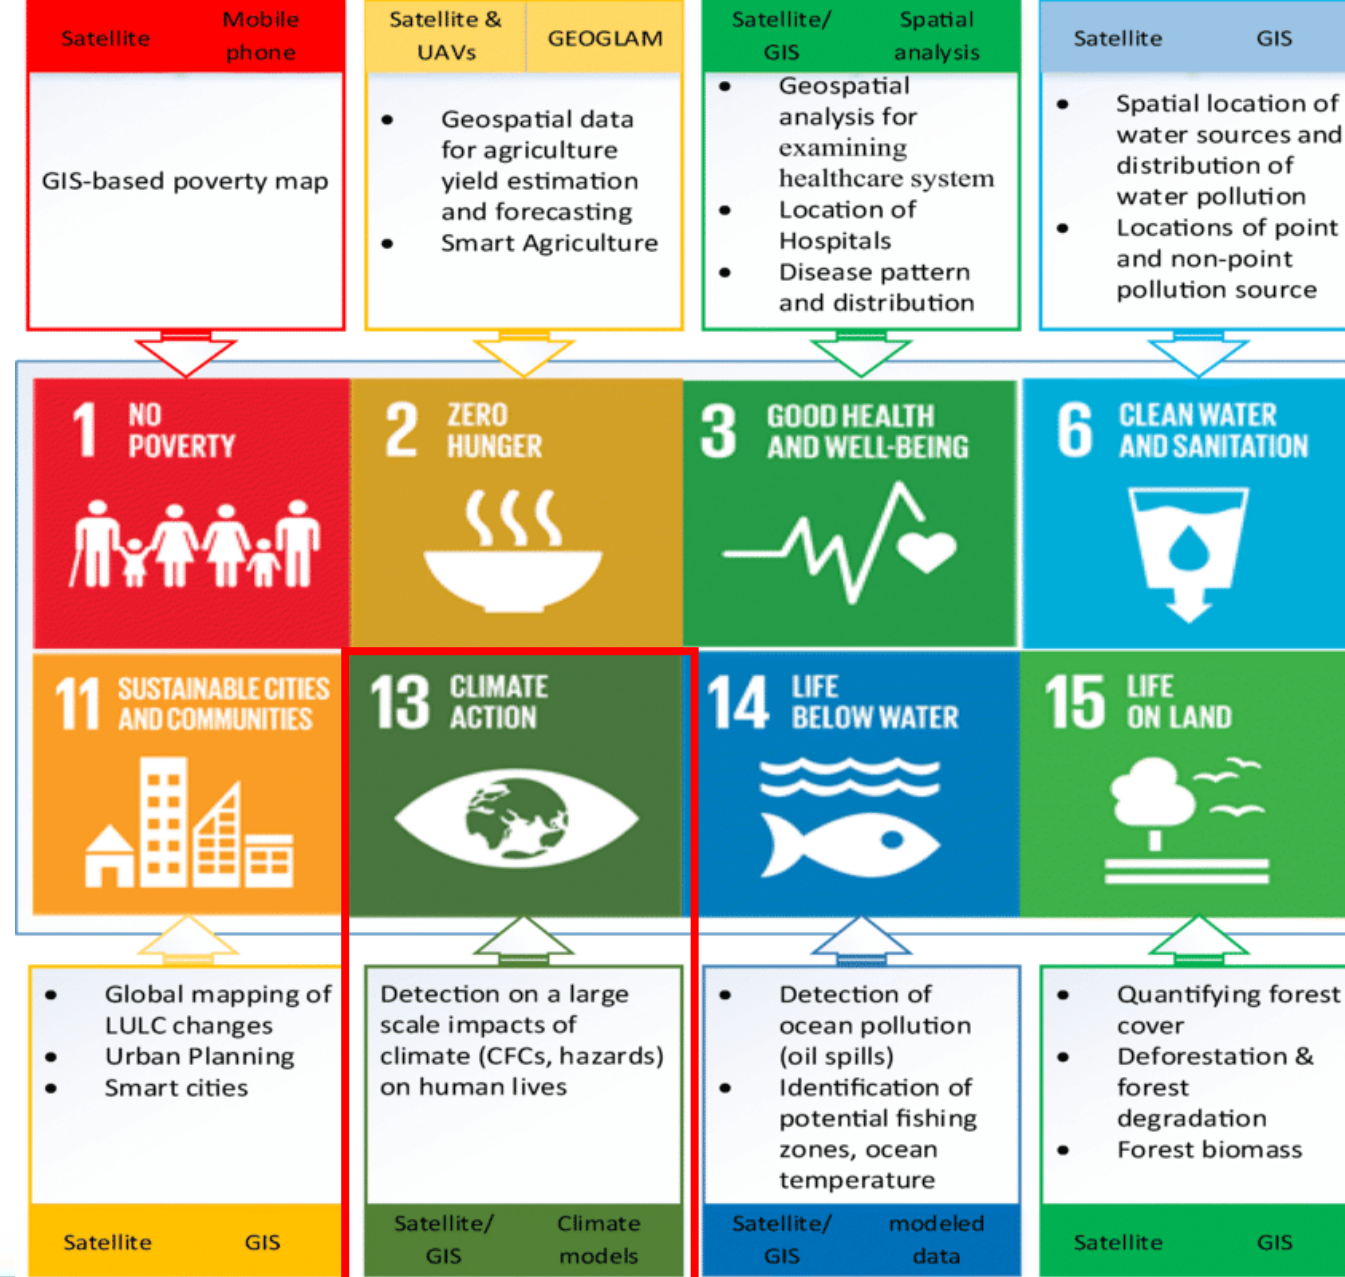 Satellite
Mobile
phone
GIS-based poverty map
Satellite &
UAVs
GEOGLAM
• Geospatial data
for agriculture
yield estimation
and forecasting
• Smart Agriculture
Satellite/
GIS
Spatial
analysis
• Geospatial
analysis for
examining
healthcare system
• Location of
Hospitals
• Disease pattern
and distribution
Satellite
GIS
• Spatial location of
water sources and
distribution of
water pollution
• Locations of point
and non-point
pollution source
1 NO
POVERTY
2 ZERO
HUNGER
3 GOOD HEALTH
AND WELL-BEING
6 CLEAN WATER
AND SANITATION
11 SUSTAINABLE CITIES
AND COMMUNITIES
13 CLIMATE
ACTION
14 LIFE
BELOW WATER
15 LIFE
ON LAND
• Global mapping of
LULC changes
• Urban Planning
• Smart cities
Satellite
GIS
Detection on a large
scale impacts of
climate (CFCs, hazards)
on human lives
Satellite/
GIS
Climate
models
• Detection of
ocean pollution
(oil spills)
• Identification of
potential fishing
zones, ocean
temperature
Satellite/
GIS
modeled
data
• Quantifying forest
cover
• Deforestation &
forest
degradation
• Forest biomass
Satellite
GIS